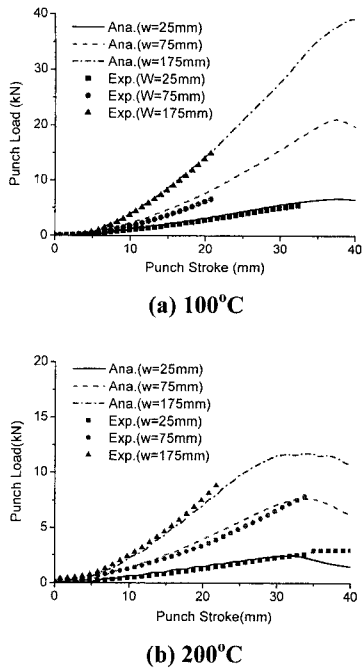 40
30
20
10
0
Punch Load (kN)
Ana.(w=25mm)
Ana.(w=75mm)
Ana.(w=175mm)
Exp.(W=25mm)
Exp.(W=75mm)
Exp.(W=175mm)
0 10 20 30 40
Punch Stroke (mm)
(a) 100°C
20
15
10
5
0
Punch Load(kN)
Ana.(w=25mm)
Ana.(w=75mm)
Ana.(w=175mm)
Exp.(w=25mm)
Exp.(w=75mm)
Exp.(w=175mm)
0 10 20 30 40
Punch Stroke(mm)
(b) 200°C